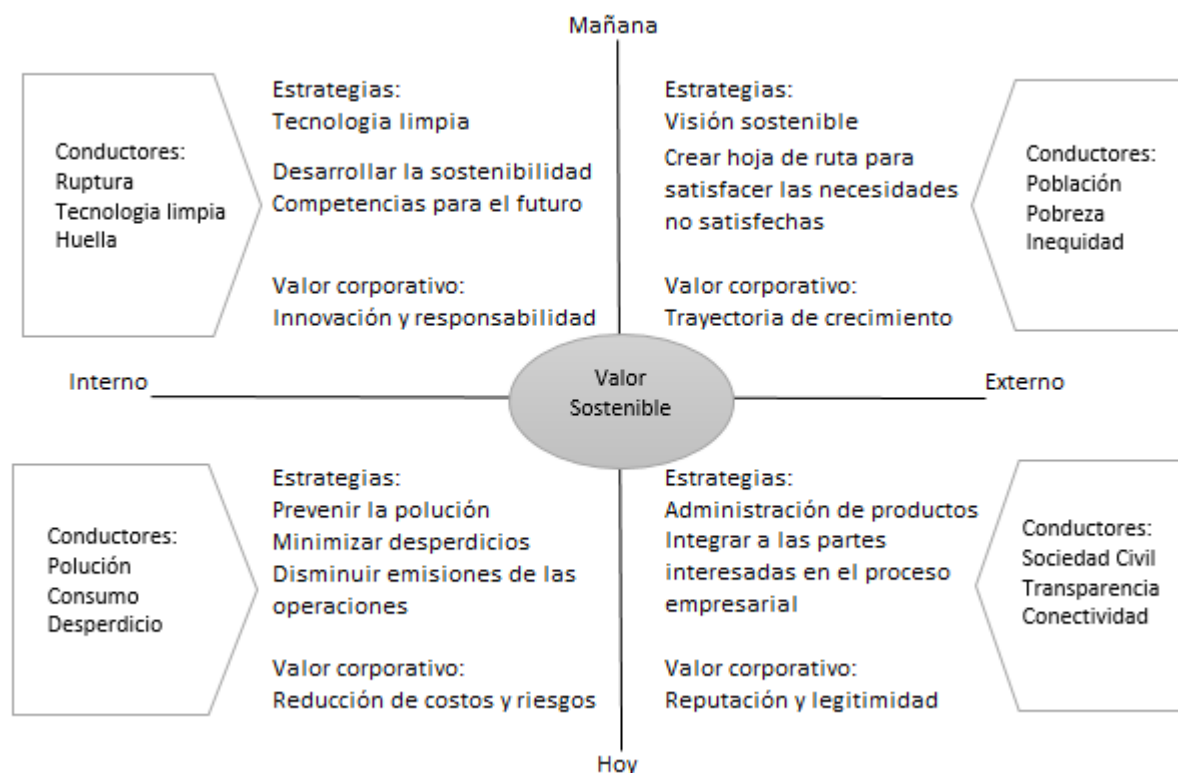 Mañana
Conductores:
Ruptura
Tecnologia limpia
Huella
Estrategias:
Tecnologia limpia
Desarrollar la sostenibilidad
Competencias para el futuro
Valor corporativo:
Innovación y responsabilidad
Estrategias:
Visión sostenible
Crear hoja de ruta para
satisfacer las necesidades
no satisfechas
Valor corporativo:
Trayectoria de crecimiento
Conductores:
Población
Pobreza
Inequidad
Interno
Valor
Sostenible
Externo
Conductores:
Polución
Consumo
Desperdicio
Estrategias:
Prevenir la polución
Minimizar desperdicios
Disminuir emisiones de las
operaciones
Valor corporativo:
Reducción de costos y riesgos
Estrategias:
Administración de productos
Integrar a las partes
interesadas en el proceso
empresarial
Valor corporativo:
Reputación y legitimidad
Conductores:
Sociedad Civil
Transparencia
Conectividad
Hoy